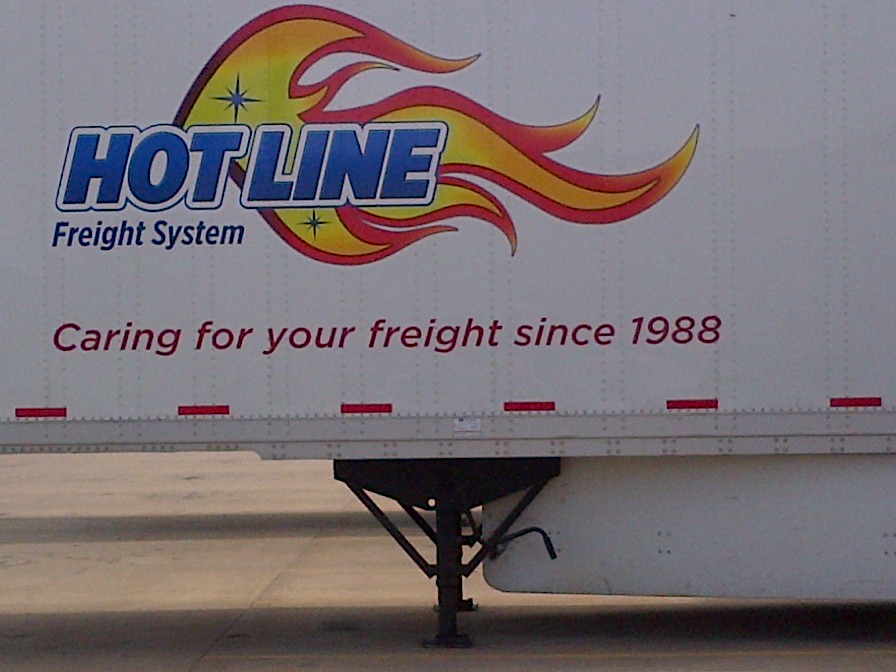 HOT LINE
Freight System
Caring for your freight since 1988